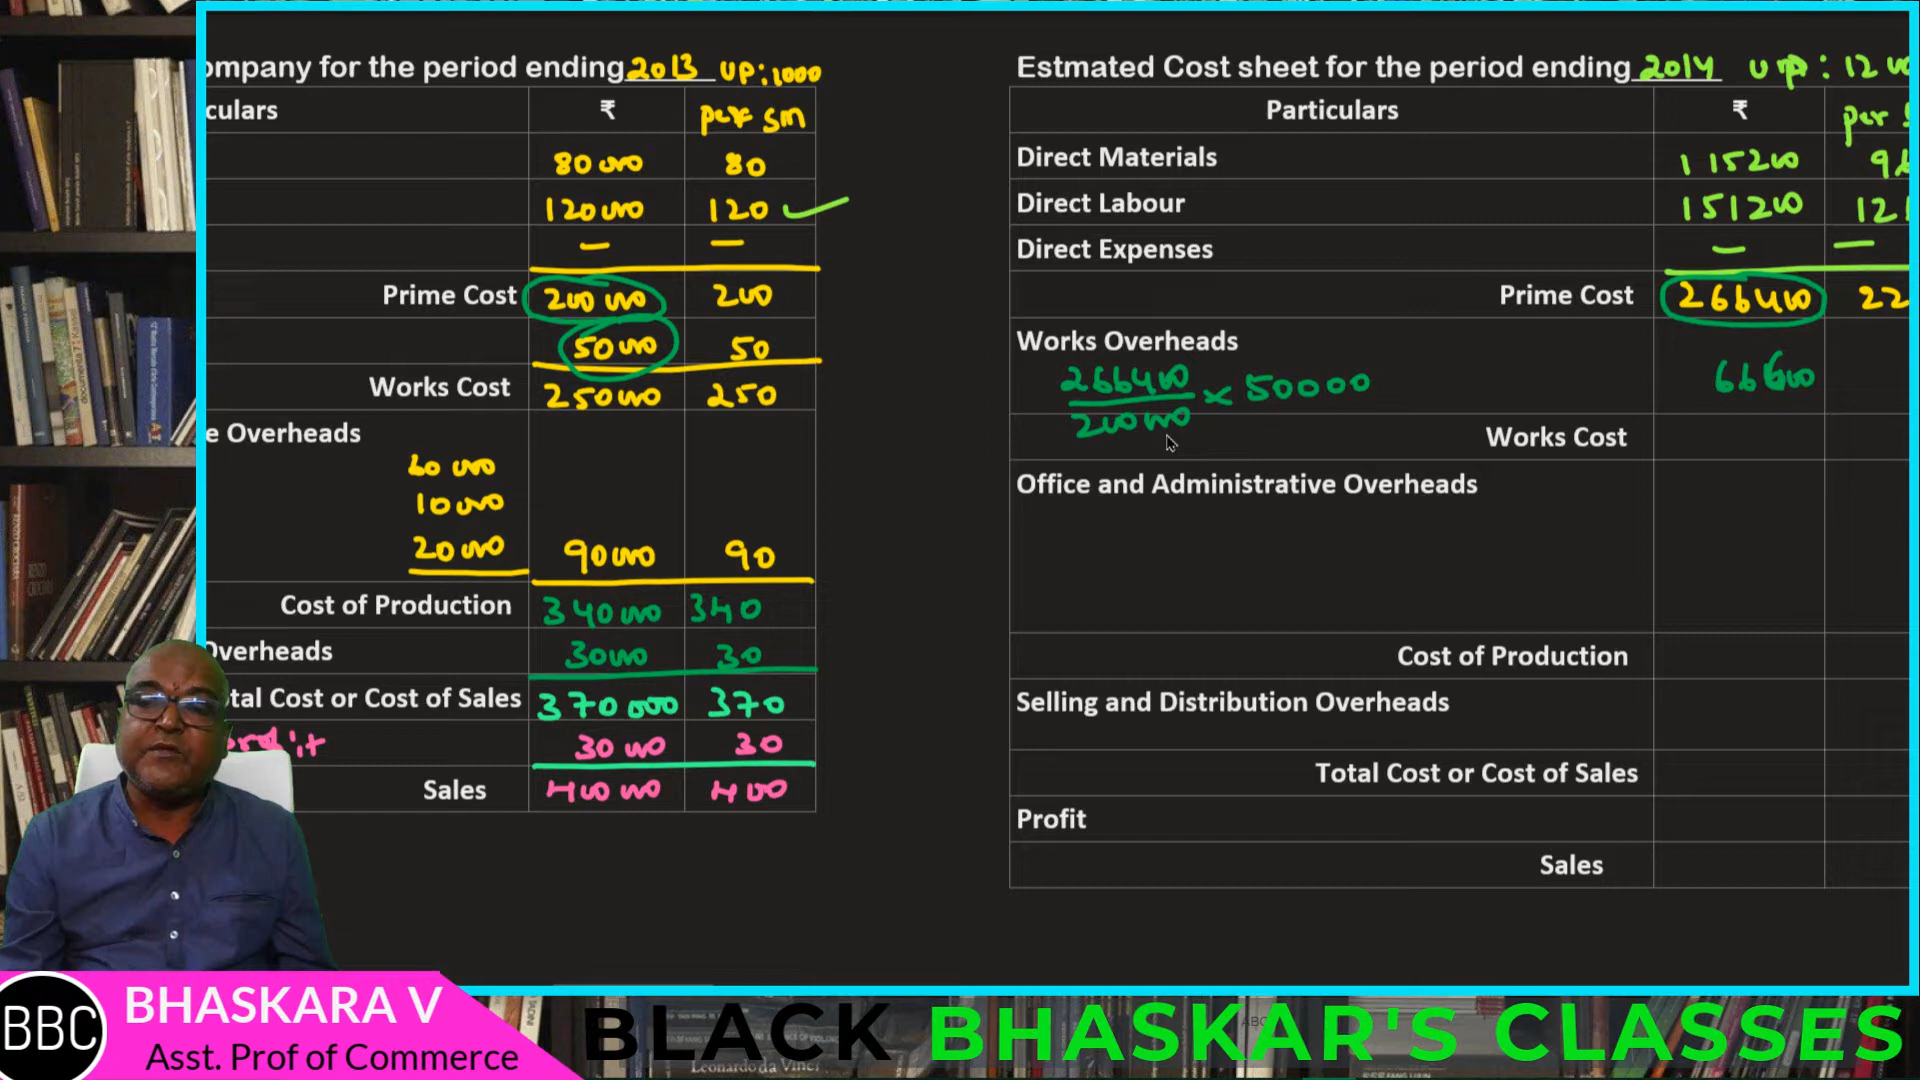 ompany for the period ending 2013 UP:1000
culars ₹ per sm
80000 80
120000 120
Prime Cost 200000 200
50000 50
Works Cost 250000 250
e Overheads
60000
10000
20000 90000 90
Cost of Production 340000 340
Overheads 30000 30
tal Cost or Cost of Sales 370000 370
30000 30
Sales 400000 400
Estmated Cost sheet for the period ending 2014
Particulars ₹ per
Direct Materials 115200
Direct Labour 151200
Direct Expenses — —
Prime Cost 266400
Works Overheads
266400 / 200000 × 50000 66600
Works Cost
Office and Administrative Overheads
Cost of Production
Selling and Distribution Overheads
Total Cost or Cost of Sales
Profit
Sales
BBC
BHASKARA V
Asst. Prof of Commerce
BLACK BHASKAR'S CLASSES
Leonardo da Vinci